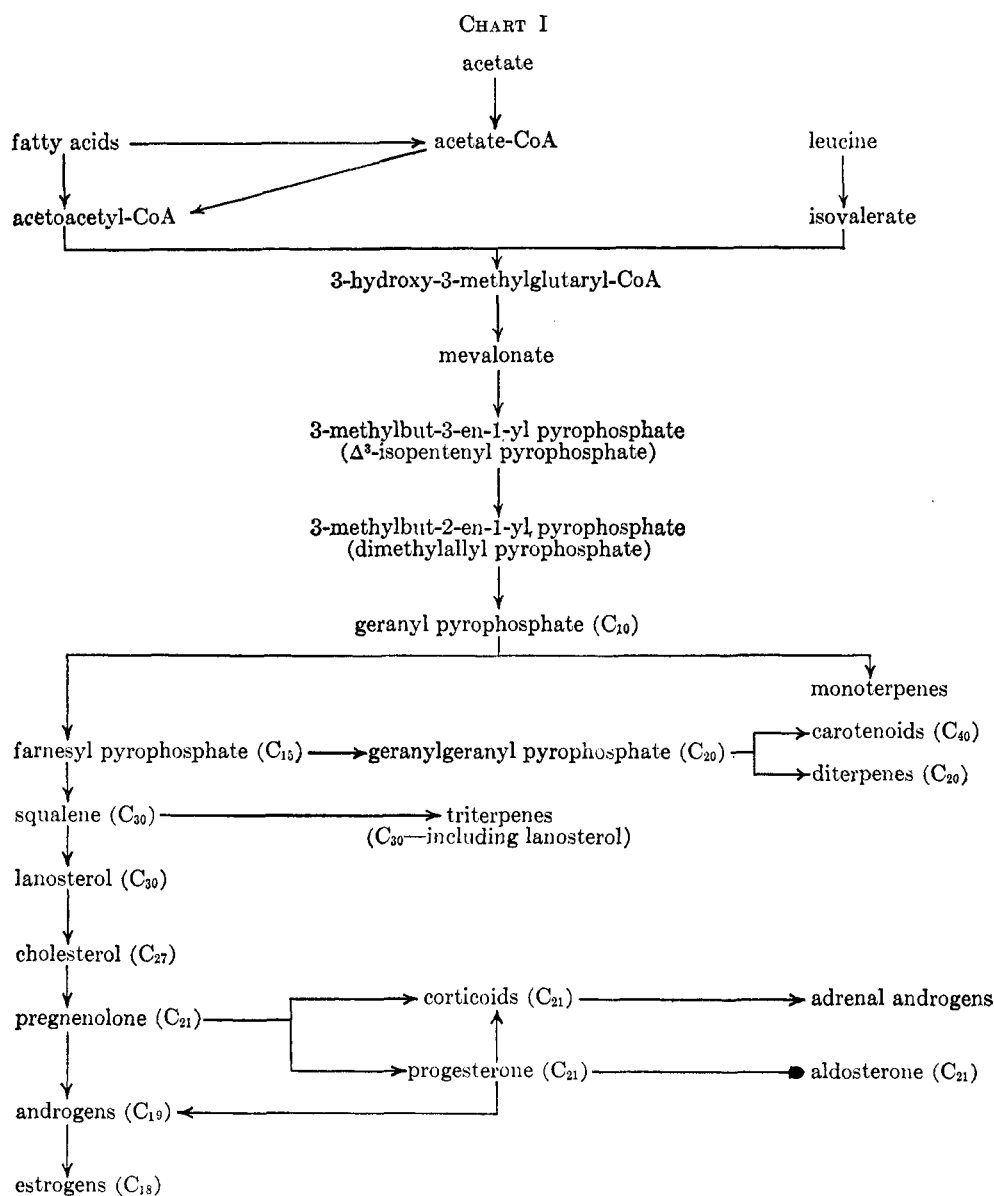 CHART I
acetate
fatty acids acetate-CoA leucine
acetoacetyl-CoA isovalerate
3-hydroxy-3-methylglutaryl-CoA
mevalonate
3-methylbut-3-en-1-yl pyrophosphate
(Δ³-isopentenyl pyrophosphate)
3-methylbut-2-en-1-yl pyrophosphate
(dimethylallyl pyrophosphate)
geranyl pyrophosphate (C₁₀)
monoterpenes
farnesyl pyrophosphate (C₁₅) geranylgeranyl pyrophosphate (C₂₀) carotenoids (C₄₀)
diterpenes (C₂₀)
squalene (C₃₀) triterpenes
(C₃₀—including lanosterol)
lanosterol (C₃₀)
cholesterol (C₂₇)
pregnenolone (C₂₁) corticoids (C₂₁) adrenal androgens
progesterone (C₂₁) aldosterone (C₂₁)
androgens (C₁₉)
estrogens (C₁₈)